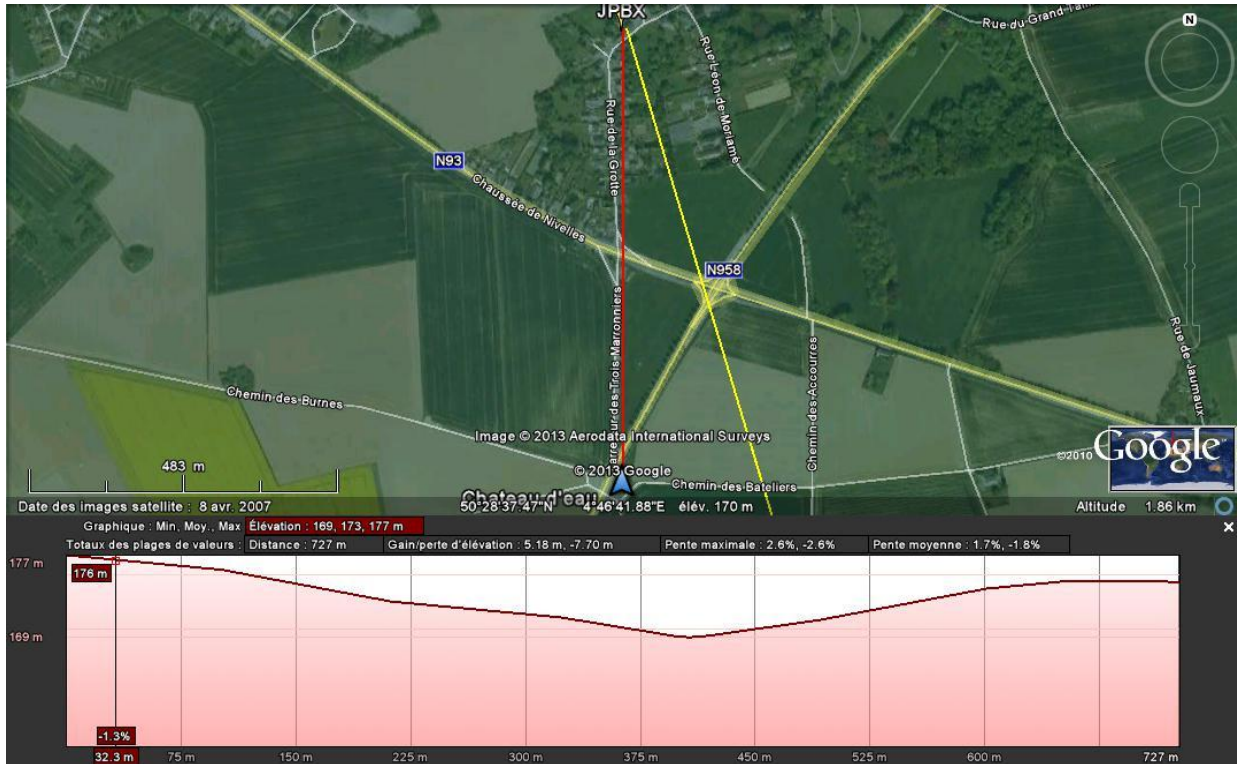 JPBX
Rue du Grand
N
Rue Léon de Moriamé
Rue de la Grotte
N93
Chaussée de Nivelles
N958
Rue de Jaumaux
des Trois Marronniers
Chemin des Accourres
Chemin des Burnes
Image © 2013 Aerodata International Surveys
© 2013 Google
©2010
Google
483 m
Chateau d'eau
Chemin des Bateliers
Date des images satellite : 8 avr. 2007
50°28'37.47"N 4°46'41.88"E élév. 170 m
Altitude 1.86 km
Graphique : Min, Moy., Max Élévation : 169, 173, 177 m
Totaux des plages de valeurs : Distance : 727 m Gain/perte d'élévation : 5.18 m, -7.70 m Pente maximale : 2.6%, -2.6% Pente moyenne : 1.7%, -1.8%
177 m
176 m
169 m
-1.3%
32.3 m 75 m 150 m 225 m 300 m 375 m 450 m 525 m 600 m 727 m